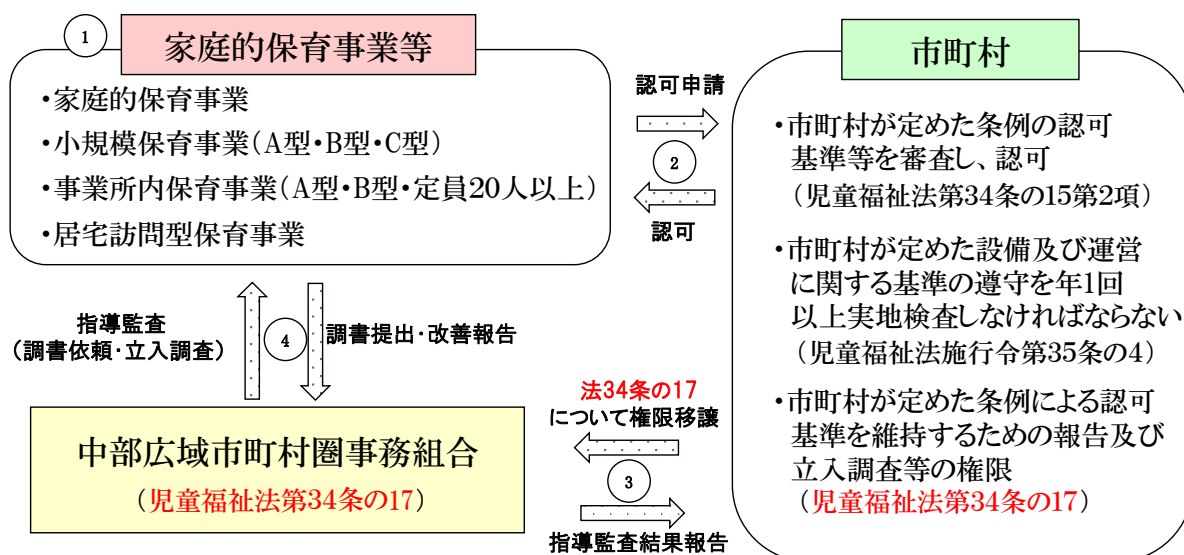 1
家庭的保育事業等
・家庭的保育事業
・小規模保育事業(A型・B型・C型)
・事業所内保育事業(A型・B型・定員20人以上)
・居宅訪問型保育事業
認可申請
2
認可
市町村
・市町村が定めた条例の認可
基準等を審査し、認可
(児童福祉法第34条の15第2項)
・市町村が定めた設備及び運営
に関する基準の遵守を年1回
以上実地検査しなければならない
(児童福祉法施行令第35条の4)
・市町村が定めた条例による認可
基準を維持するための報告及び
立入調査等の権限
(児童福祉法第34条の17)
指導監査
(調書依頼・立入調査)
4
調書提出・改善報告
法34条の17
について権限移譲
3
指導監査結果報告
中部広域市町村圏事務組合
(児童福祉法第34条の17)